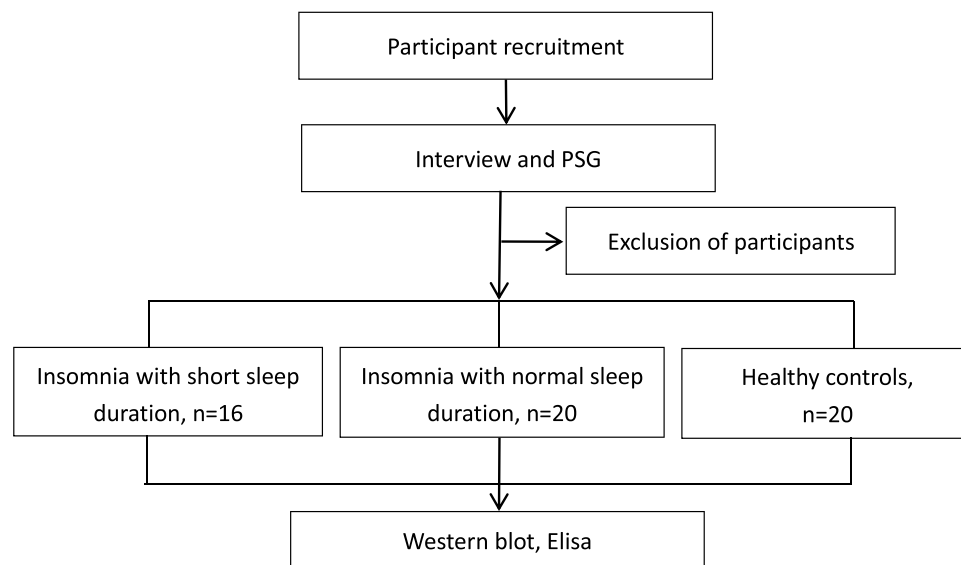 Participant recruitment
Interview and PSG
Exclusion of participants
Insomnia with short sleep
duration, n=16
Insomnia with normal sleep
duration, n=20
Healthy controls,
n=20
Western blot, Elisa